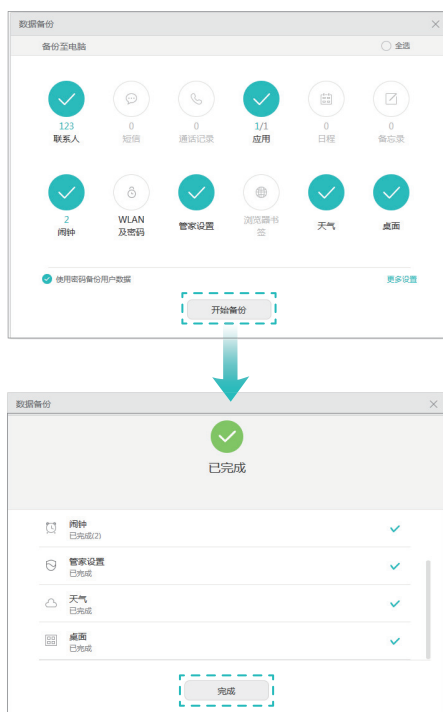 数据备份
备份至电脑
全选
123
联系人
0
短信
0
通话记录
1/1
应用
0
日程
0
备忘录
2
闹钟
WLAN
及密码
管家设置
浏览器书
签
天气
桌面
使用密码备份用户数据
更多设置
开始备份
数据备份
已完成
闹钟
已完成(2)
管家设置
已完成
天气
已完成
桌面
已完成
完成